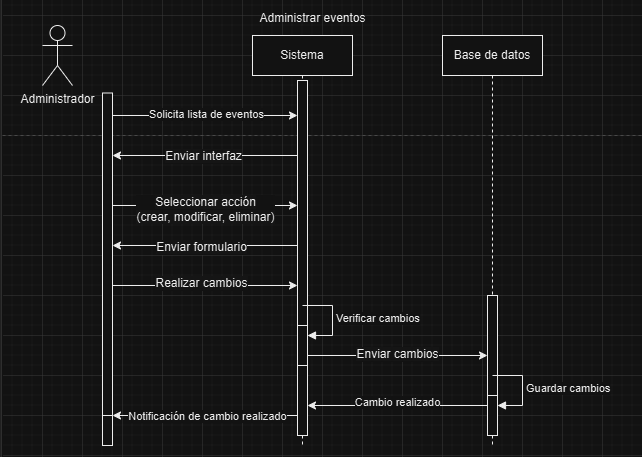 Administrar eventos
Sistema
Base de datos
Administrador
Solicita lista de eventos
Enviar interfaz
Seleccionar acción
(crear, modificar, eliminar)
Enviar formulario
Realizar cambios
Verificar cambios
Enviar cambios
Guardar cambios
Cambio realizado
Notificación de cambio realizado